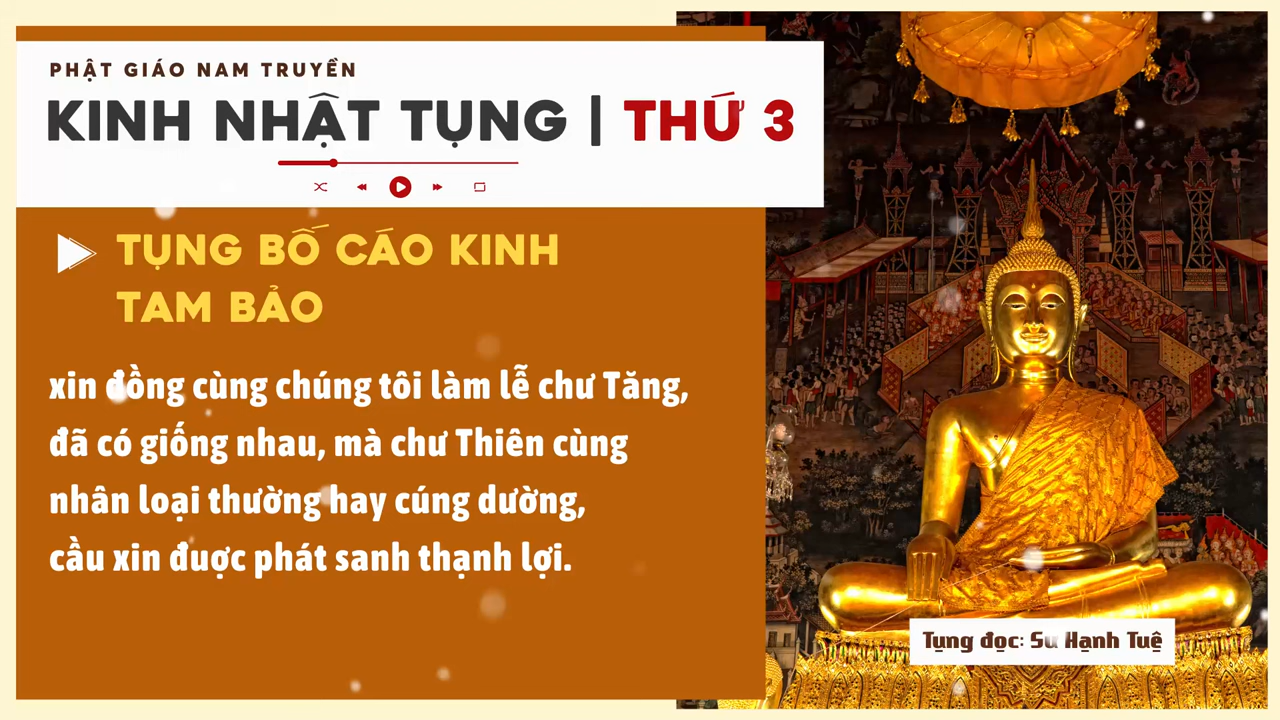 PHẬT GIÁO NAM TRUYỀN
KINH NHẬT TỤNG | THỨ 3
TỤNG BỐ CÁO KINH
TAM BẢO
xin đồng cùng chúng tôi làm lễ chư Tăng,
đã có giống nhau, mà chư Thiên cùng
nhân loại thường hay cúng dường,
cầu xin đuợc phát sanh thạnh lợi.
Tụng đọc: Sư Hạnh Tuệ